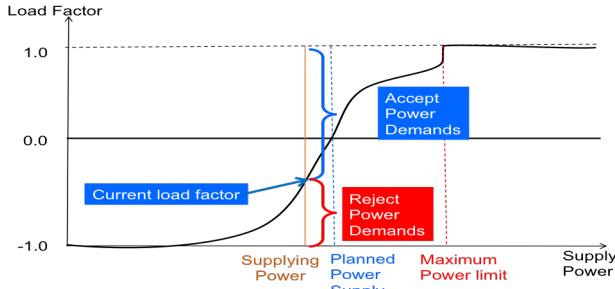 Load Factor
1.0
Accept
Power
Demands
0.0
Current load factor
Reject
Power
Demands
-1.0
Supplying
Power
Planned
Power
Supply
Maximum
Power limit
Supply
Power